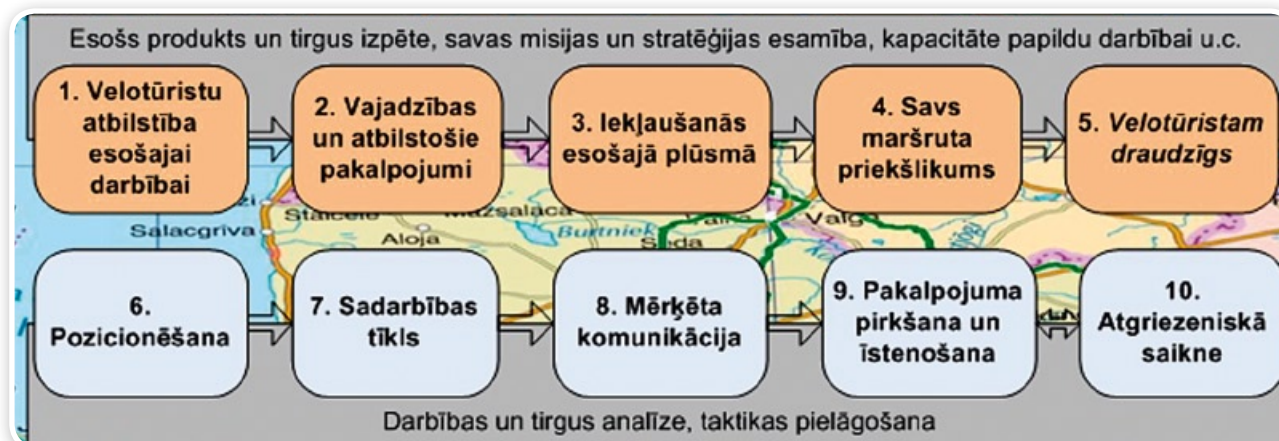 Esošs produkts un tirgus izpēte, savas misijas un stratēģijas esamība, kapacitāte papildu darbībai u.c.
1. Velotūristu
atbilstība
esošajai
darbībai
2. Vajadzības
un atbilstošie
pakalpojumi
3. Iekļaušanās
esošajā plūsmā
4. Savs
maršruta
priekšlikums
5. Velotūristam
draudzīgs
Staicele
Mazsalaca
Valga
Salacgrīva
Aloja
Burtniek
Seda
6.
Pozicionēšana
7. Sadarbības
tīkls
8. Mērķēta
komunikācija
9. Pakalpojuma
pirkšana un
īstenošana
10.
Atgriezeniskā
saikne
Darbības un tirgus analīze, taktikas pielāgošana